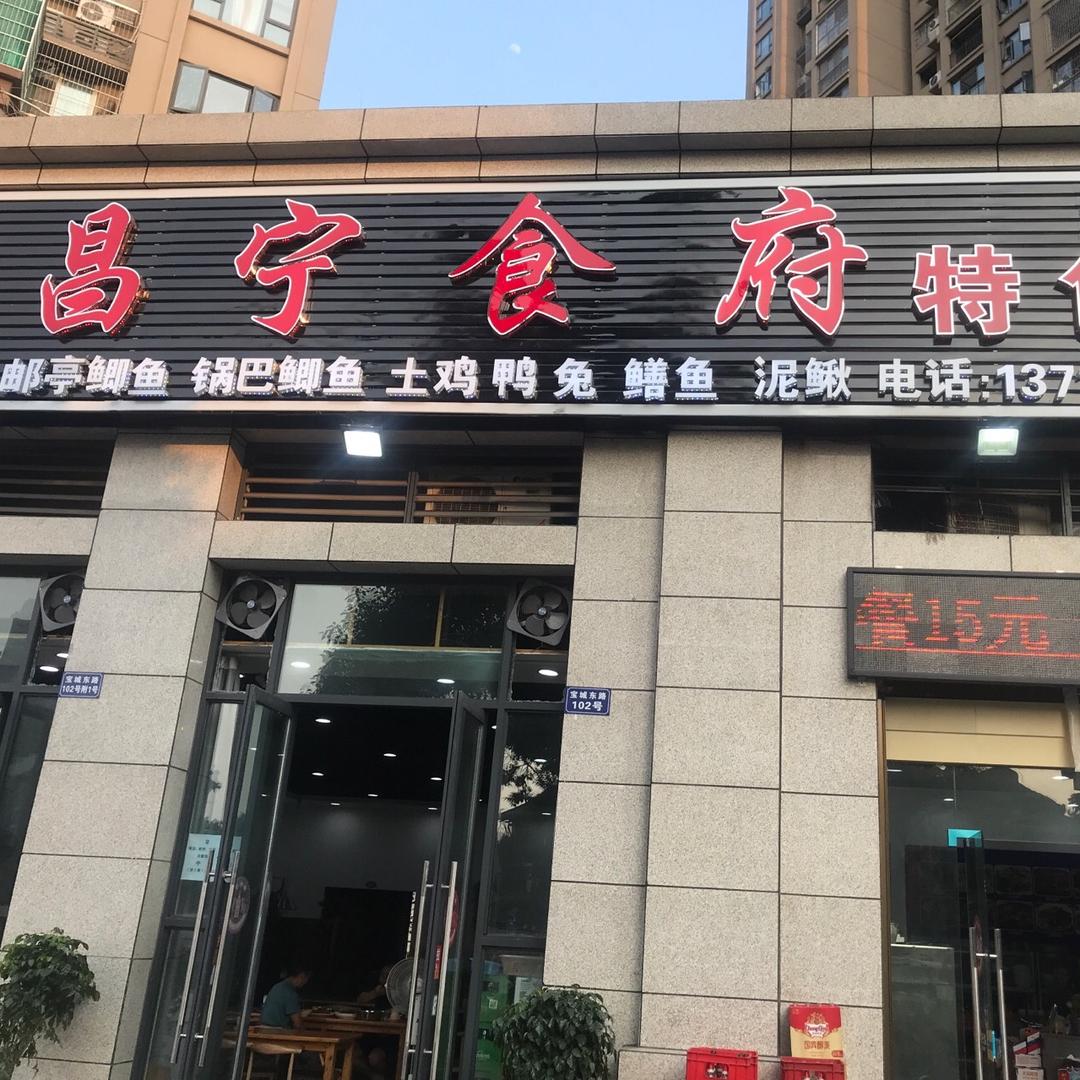 昌宁食府特
邮亭鲫鱼 锅巴鲫鱼 土鸡 鸭 兔 鳝鱼 泥鳅 电话:137
餐15元
宝城东路
102号附1号
宝城东路
102号